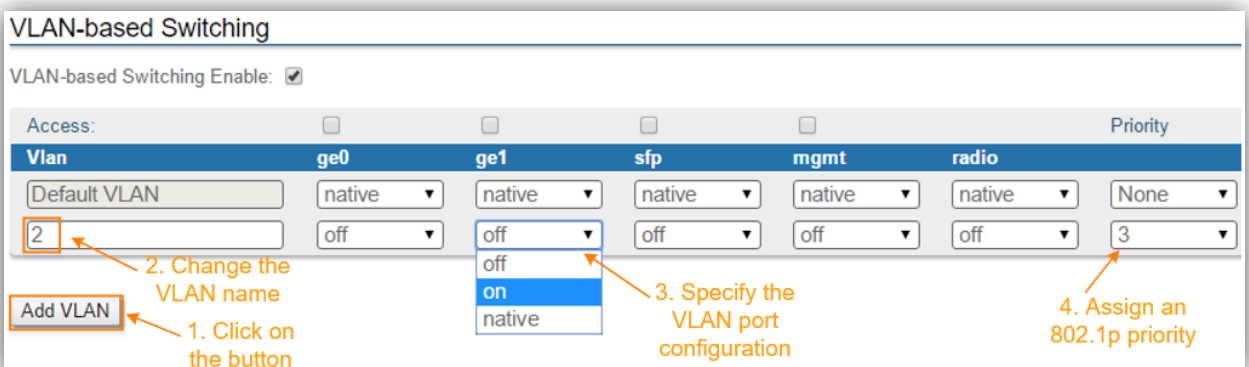 VLAN-based Switching
VLAN-based Switching Enable:
Access: Priority
Vlan ge0 ge1 sfp mgmt radio
Default VLAN native native native native native None
2 off off off off off 3
off
on
native
2. Change the
VLAN name
Add VLAN
1. Click on
the button
3. Specify the
VLAN port
configuration
4. Assign an
802.1p priority